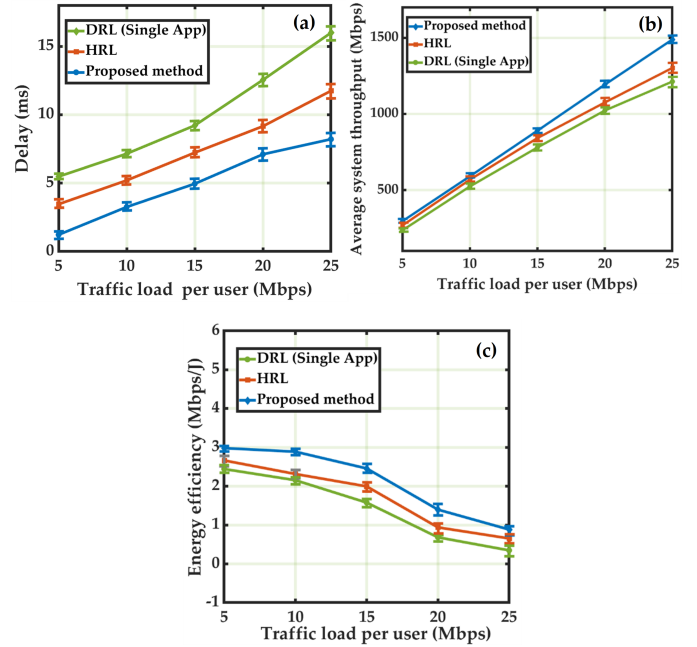 (a)
DRL (Single App)
HRL
Proposed method
15
10
5
0
Delay (ms)
5 10 15 20 25
Traffic load per user (Mbps)
(b)
Proposed method
HRL
DRL (Single App)
1500
1000
500
Average system throughput (Mbps)
5 10 15 20 25
Traffic load per user (Mbps)
(c)
DRL (Single App)
HRL
Proposed method
6
5
4
3
2
1
0
-1
Energy efficiency (Mbps/J)
5 10 15 20 25
Traffic load per user (Mbps)